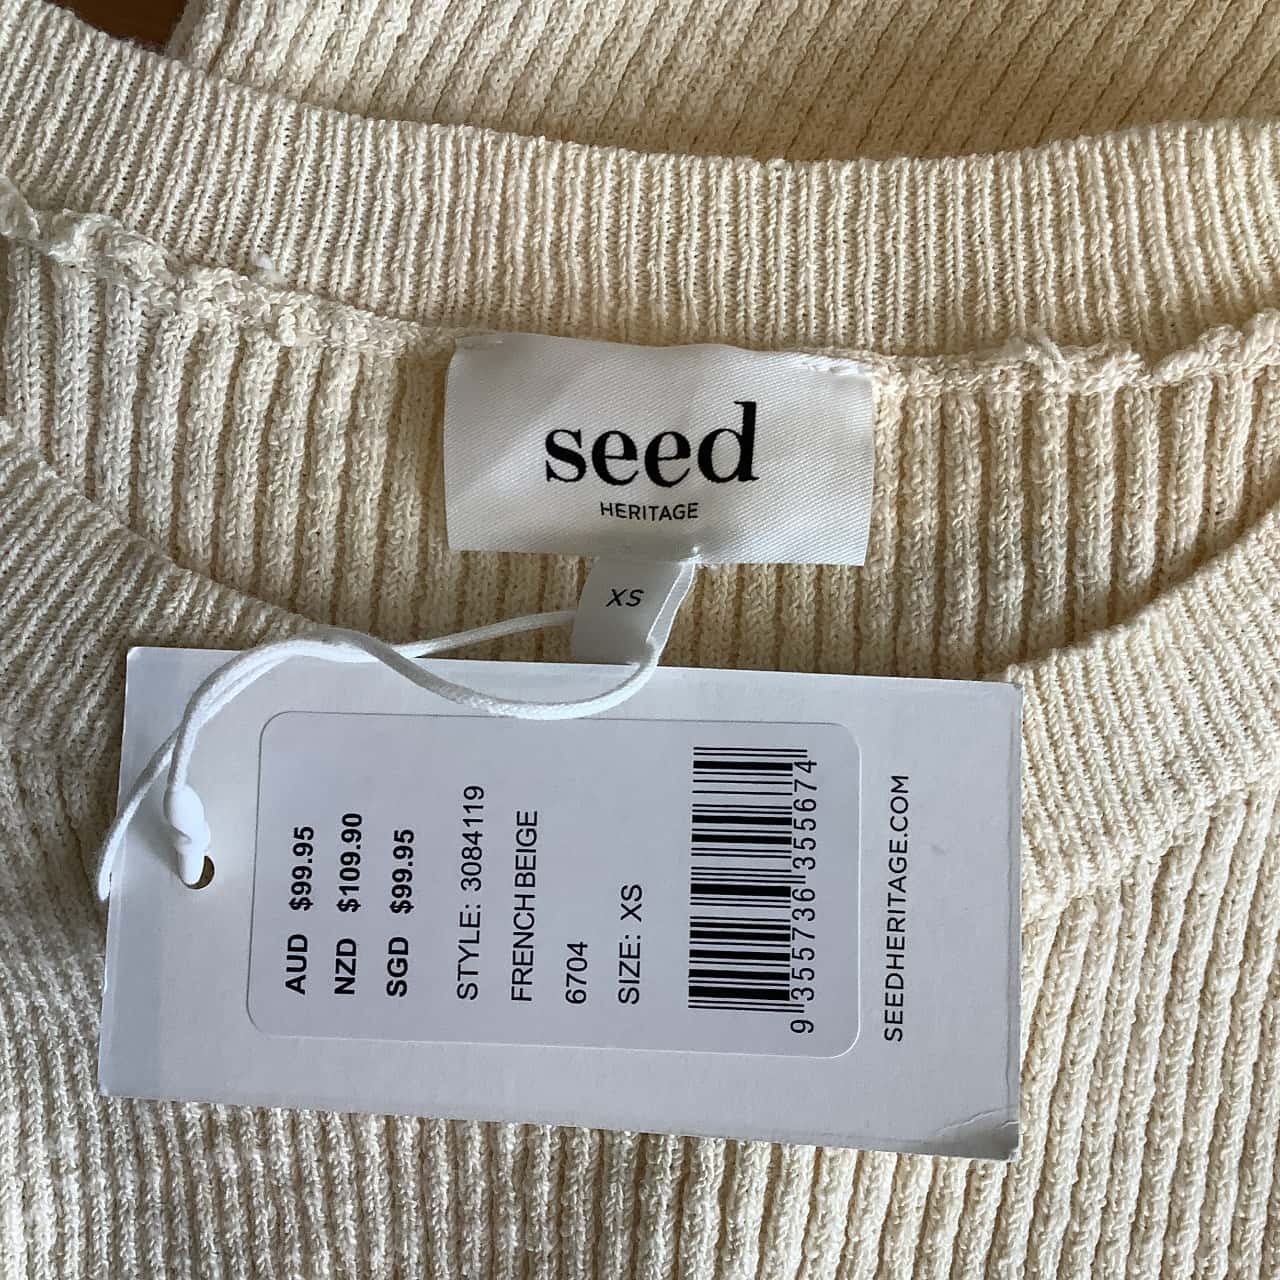 seed
HERITAGE
XS
AUD $99.95
NZD $109.90
SGD $99.95
STYLE: 3084119
FRENCH BEIGE
6704
SIZE: XS
9 355736 355674
SEEDHERITAGE.COM